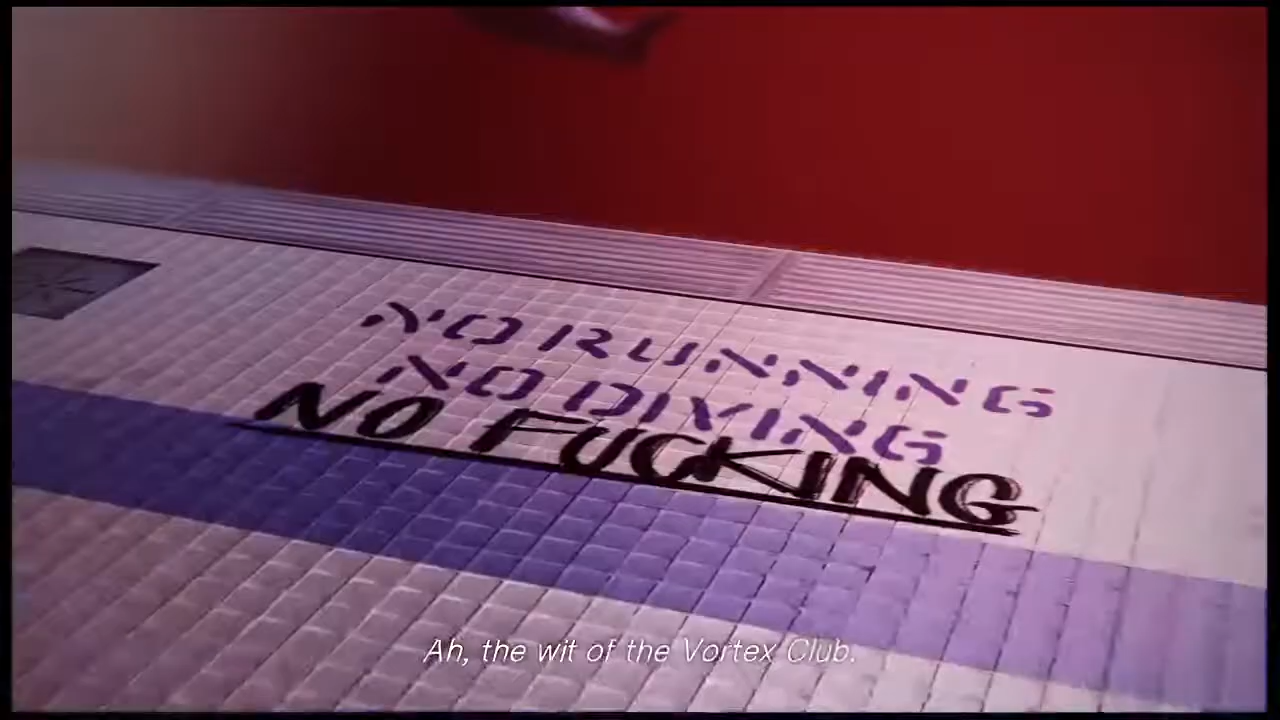 NO RUNNING
NO DIVING
NO FUCKING
Ah, the wit of the Vortex Club.